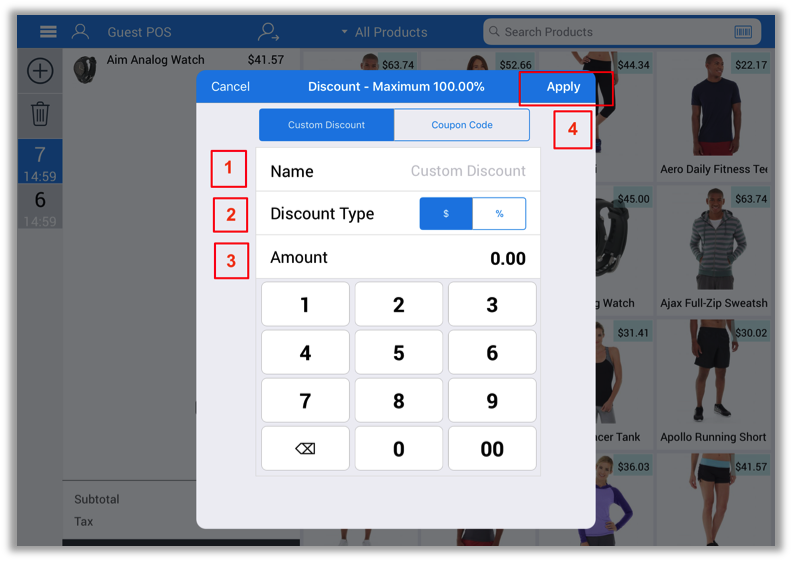 Guest POS
All Products
Search Products
Aim Analog Watch $41.57
$63.74
$52.66
$44.34
$22.17
Cancel
Discount - Maximum 100.00%
Apply
Custom Discount
Coupon Code
4
7
14:59
6
14:59
1
Name
Custom Discount
2
Discount Type
$
%
3
Amount
0.00
1 2 3
4 5 6
7 8 9
0 00
Aero Daily Fitness Tee
$45.00
$63.74
g Watch
Ajax Full-Zip Sweatsh
$31.41
$30.02
cer Tank
Apollo Running Short
$36.03
$41.57
Subtotal
Tax